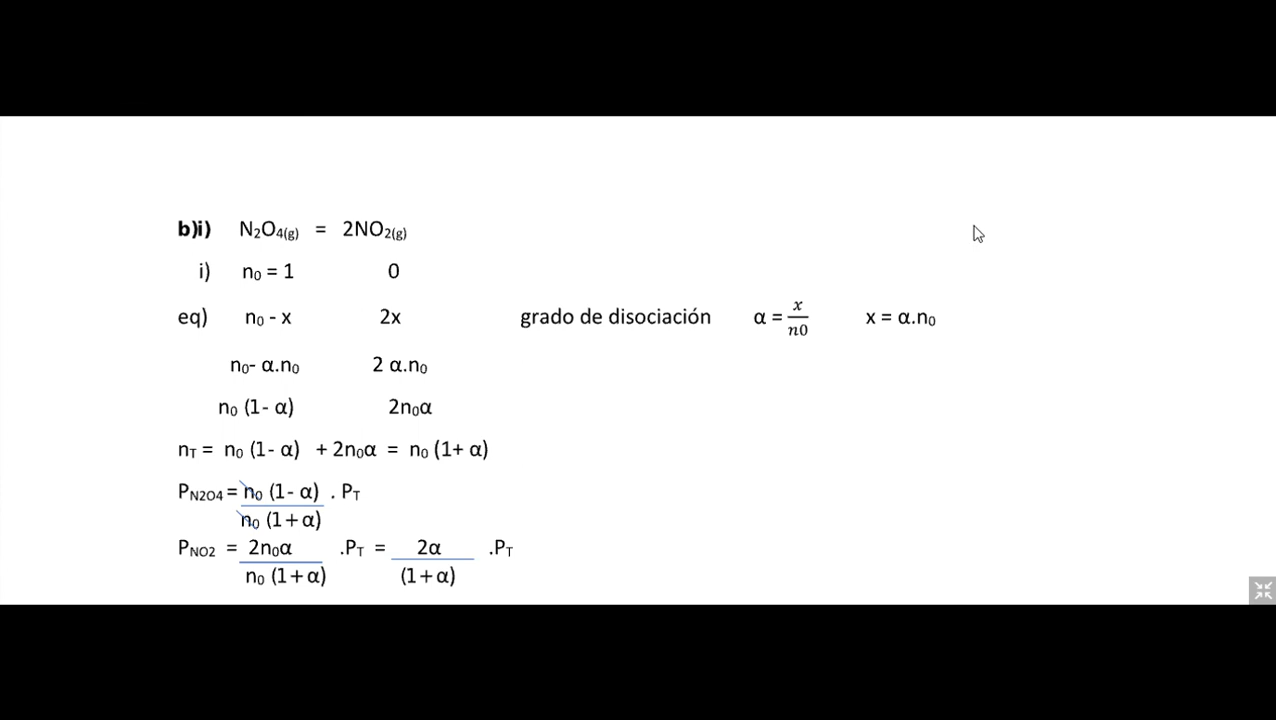 b)i) N₂O₄(g) = 2NO₂(g)
i) n₀ = 1 0
eq) n₀ - x 2x grado de disociación α = x/n0 x = α.n₀
n₀- α.n₀ 2 α.n₀
n₀ (1- α) 2n₀α
nT = n₀ (1- α) + 2n₀α = n₀ (1+ α)
PN2O4 = n₀ (1- α) . PT
n₀ (1+α)
PNO2 = 2n₀α .PT = 2α .PT
n₀ (1+α) (1+α)